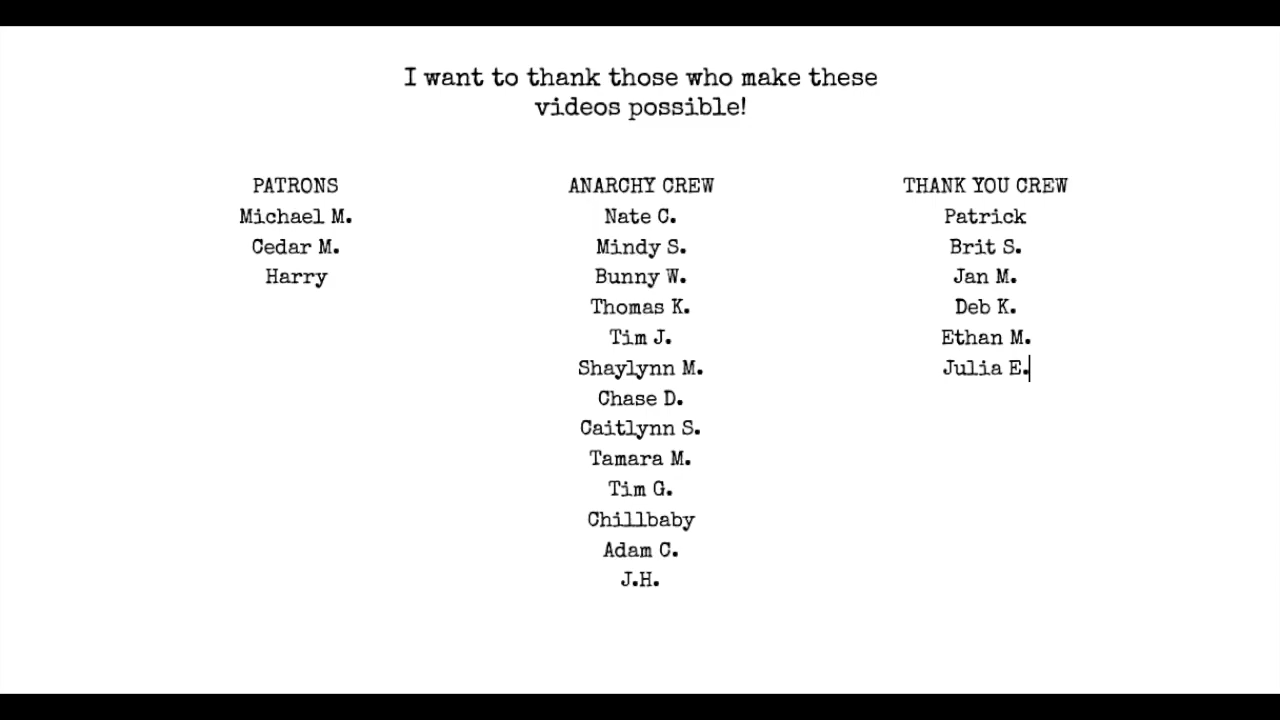 I want to thank those who make these
videos possible!
PATRONS
Michael M.
Cedar M.
Harry
ANARCHY CREW
Nate C.
Mindy S.
Bunny W.
Thomas K.
Tim J.
Shaylynn M.
Chase D.
Caitlynn S.
Tamara M.
Tim G.
Chillbaby
Adam C.
J.H.
THANK YOU CREW
Patrick
Brit S.
Jan M.
Deb K.
Ethan M.
Julia E.